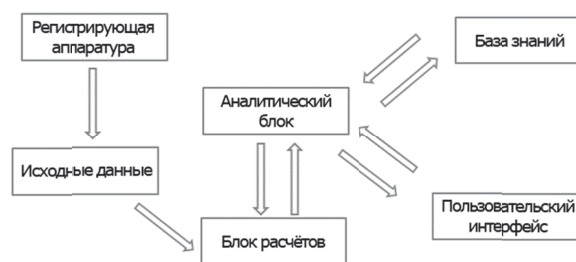 Регистрирующая
аппаратура
База знаний
Аналитический
блок
Исходные данные
Пользовательский
интерфейс
Блок расчётов